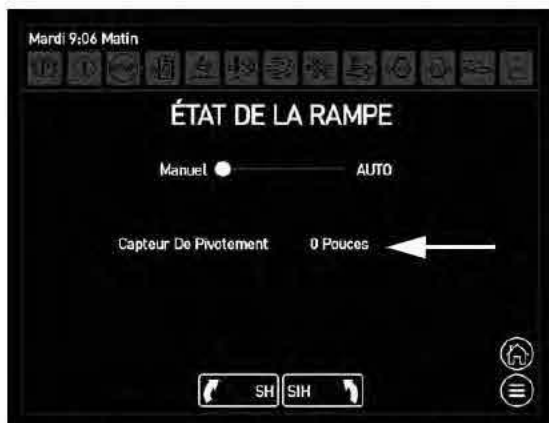 Mardi 9:06 Matin
ÉTAT DE LA RAMPE
Manuel AUTO
Capteur De Pivotement 0 Pouces
SH SIH